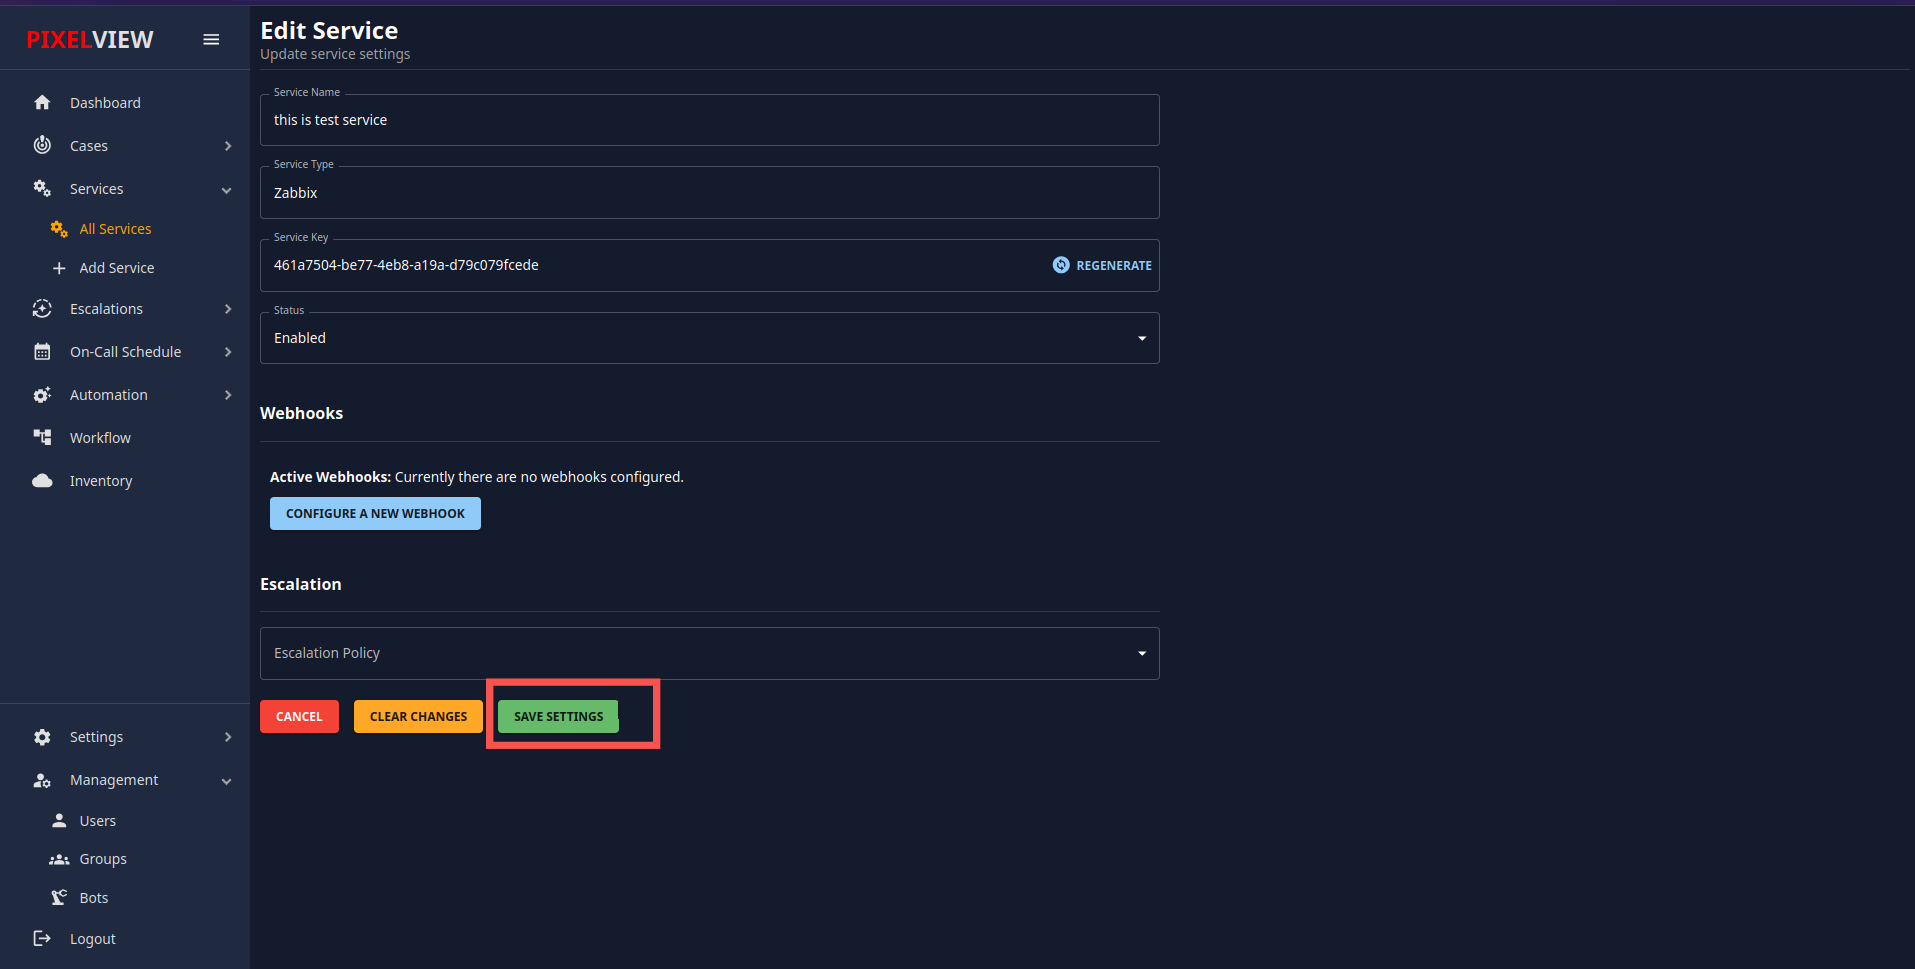 PIXELVIEW
Dashboard
Cases
Services
All Services
Add Service
Escalations
On-Call Schedule
Automation
Workflow
Inventory
Settings
Management
Users
Groups
Bots
Logout
Edit Service
Update service settings
Service Name
this is test service
Service Type
Zabbix
Service Key
461a7504-be77-4eb8-a19a-d79c079fcede
REGENERATE
Status
Enabled
Webhooks
Active Webhooks: Currently there are no webhooks configured.
CONFIGURE A NEW WEBHOOK
Escalation
Escalation Policy
CANCEL
CLEAR CHANGES
SAVE SETTINGS